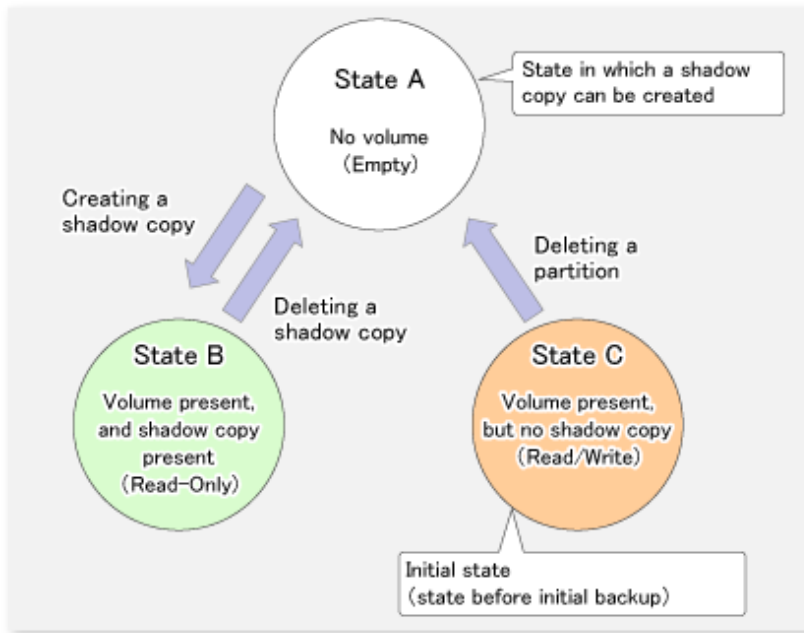 State A
No volume
(Empty)
State in which a shadow
copy can be created
Creating a
shadow copy
Deleting a
shadow copy
Deleting a
partition
State B
Volume present,
and shadow copy
present
(Read-Only)
State C
Volume present,
but no shadow copy
(Read/Write)
Initial state
(state before initial backup)